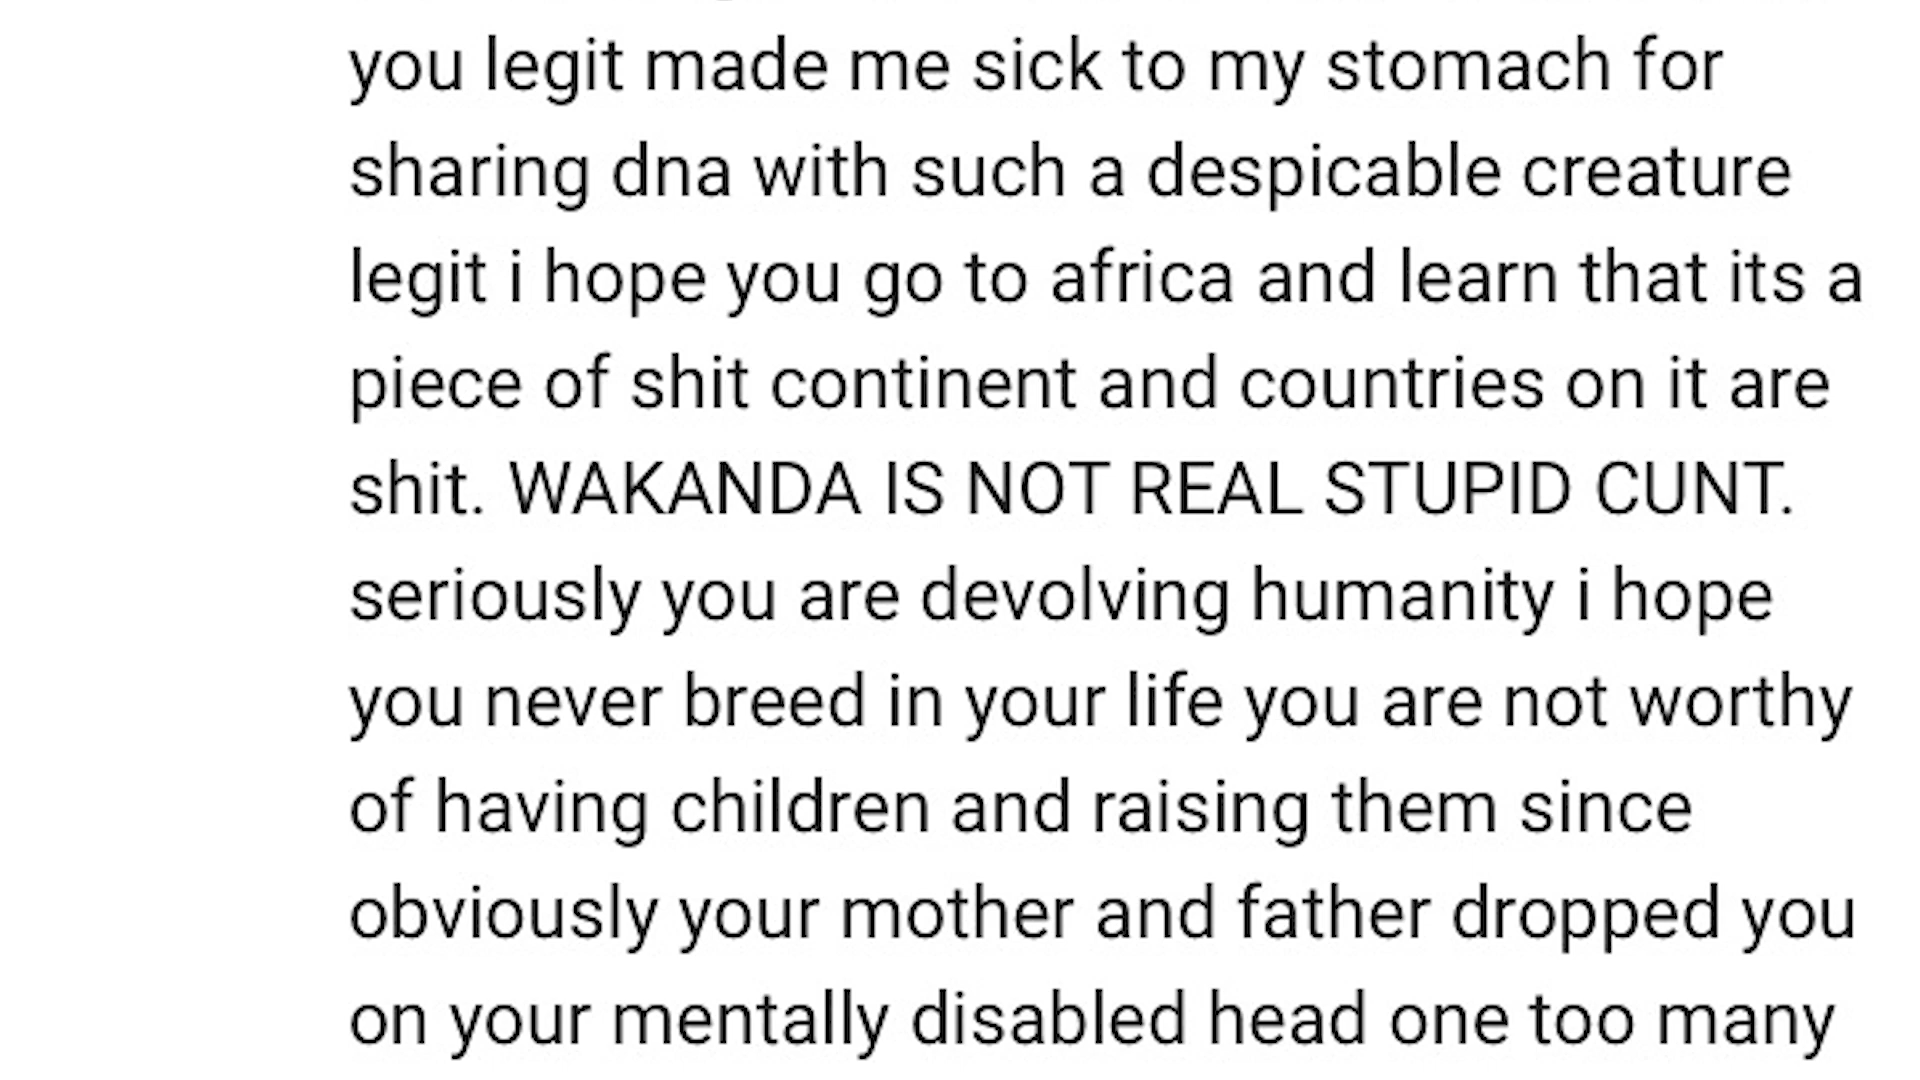 you legit made me sick to my stomach for
sharing dna with such a despicable creature
legit i hope you go to africa and learn that its a
piece of shit continent and countries on it are
shit. WAKANDA IS NOT REAL STUPID CUNT.
seriously you are devolving humanity i hope
you never breed in your life you are not worthy
of having children and raising them since
obviously your mother and father dropped you
on your mentally disabled head one too many